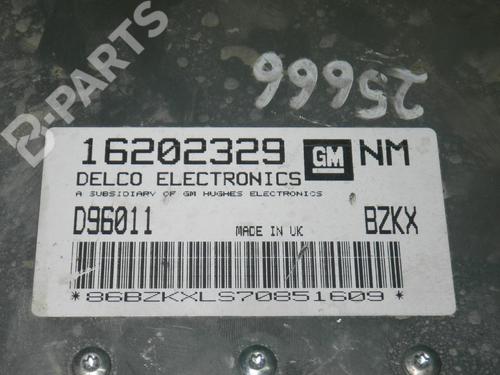 B-PARTS
25666
16202329 GM NM
DELCO ELECTRONICS
A SUBSIDIARY OF GM HUGHES ELECTRONICS
D96011 MADE IN UK BZKX
*86BZKXLS70851609*